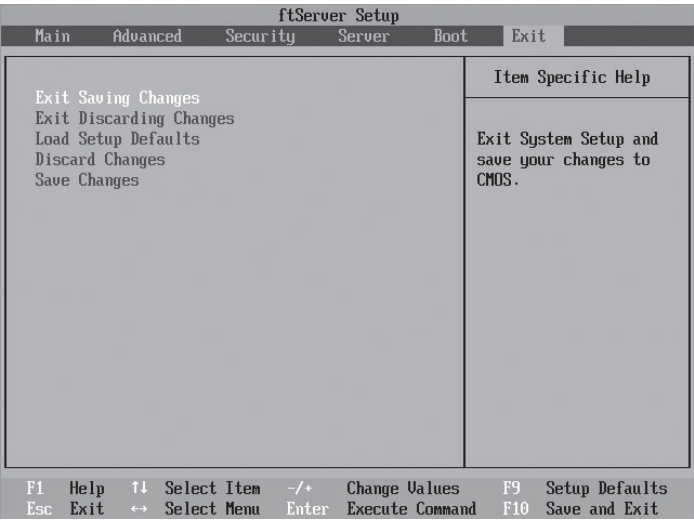 ftServer Setup
Main Advanced Security Server Boot Exit
Exit Saving Changes
Exit Discarding Changes
Load Setup Defaults
Discard Changes
Save Changes
Item Specific Help
Exit System Setup and
save your changes to
CMOS.
F1 Help ↑↓ Select Item -/+ Change Values F9 Setup Defaults
Esc Exit ↔ Select Menu Enter Execute Command F10 Save and Exit